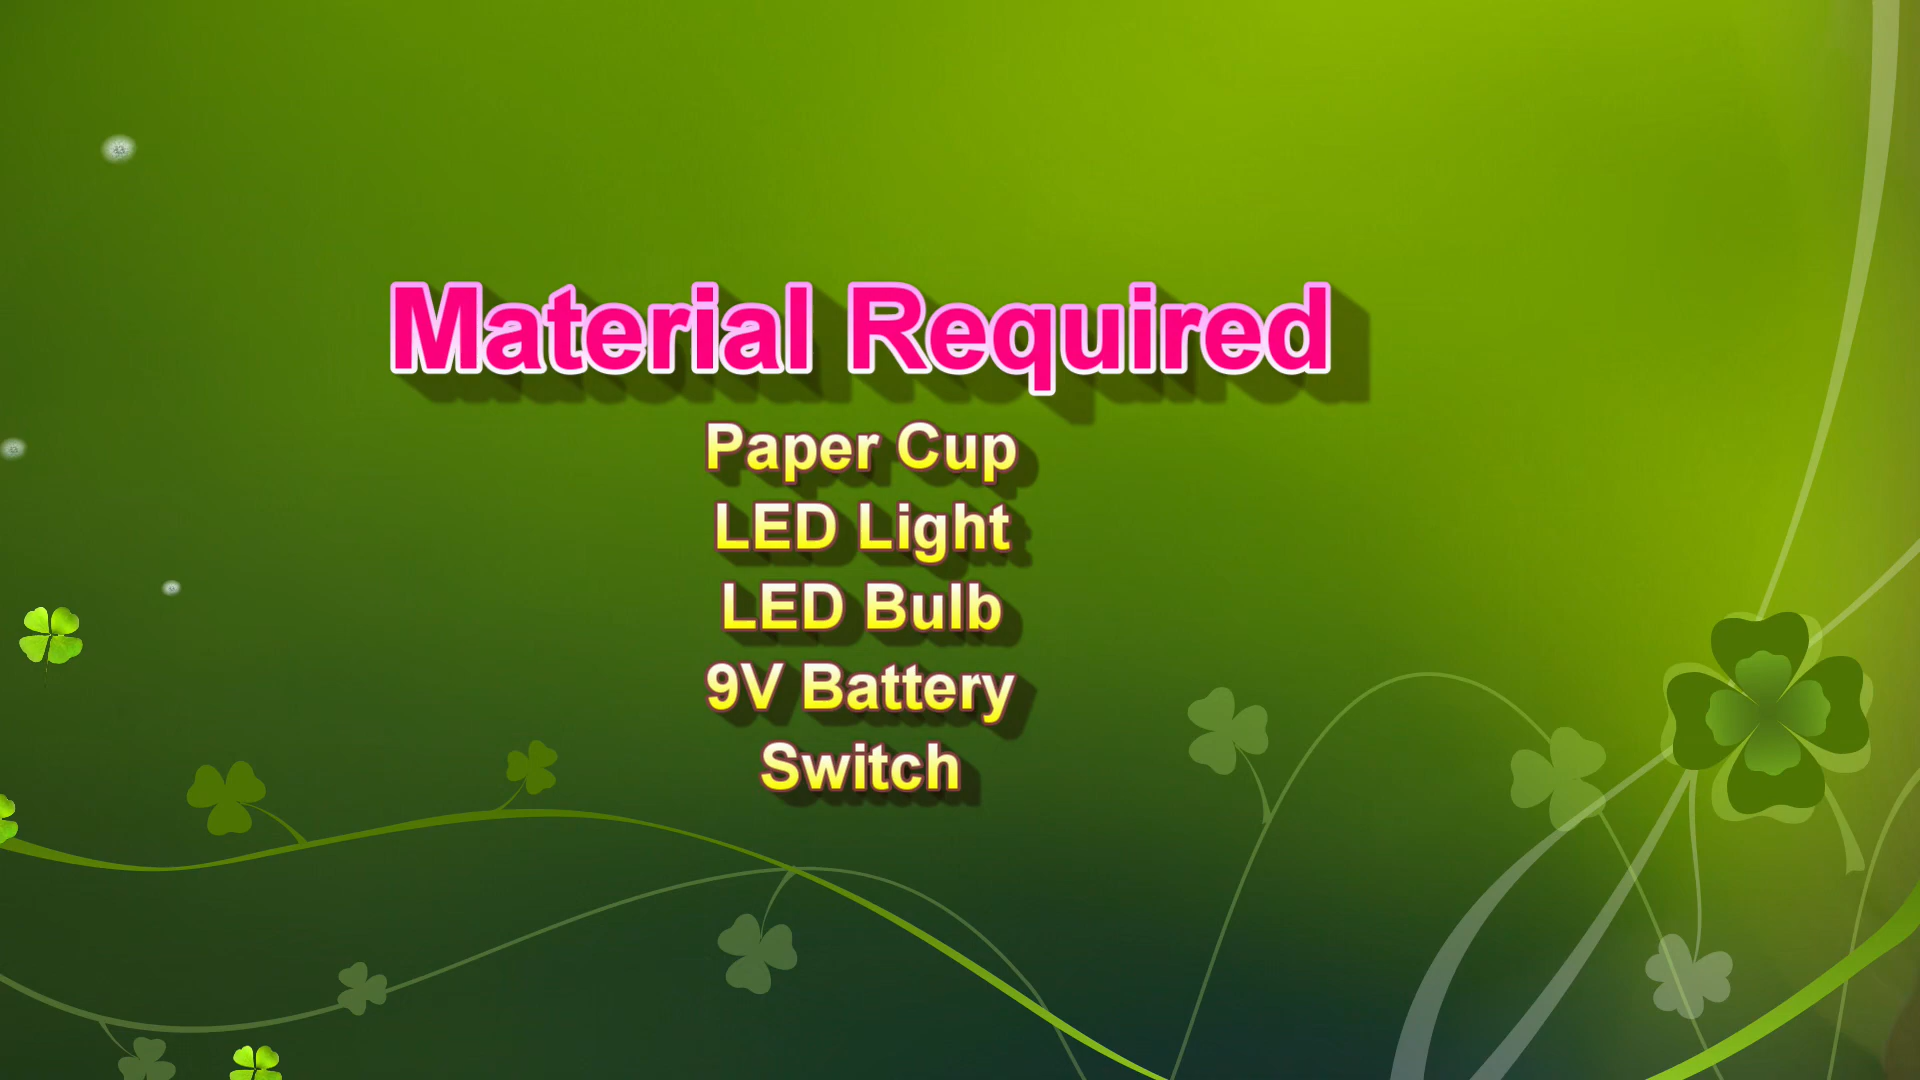 Material Required
Paper Cup
LED Light
LED Bulb
9V Battery
Switch